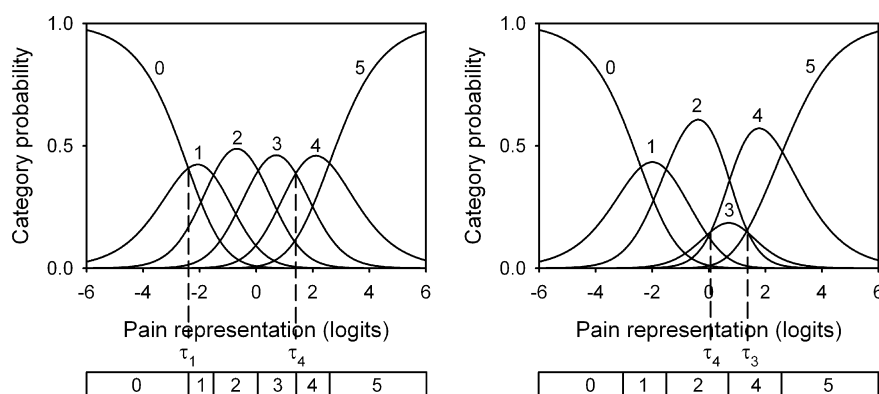 1.0
0.5
0.0
Category probability
0 1 2 3 4 5
-6 -4 -2 0 2 4 6
Pain representation (logits)
τ1 τ4
0 1 2 3 4 5
1.0
0.5
0.0
Category probability
0 1 2 3 4 5
-6 -4 -2 0 2 4 6
Pain representation (logits)
τ4 τ3
0 1 2 4 5